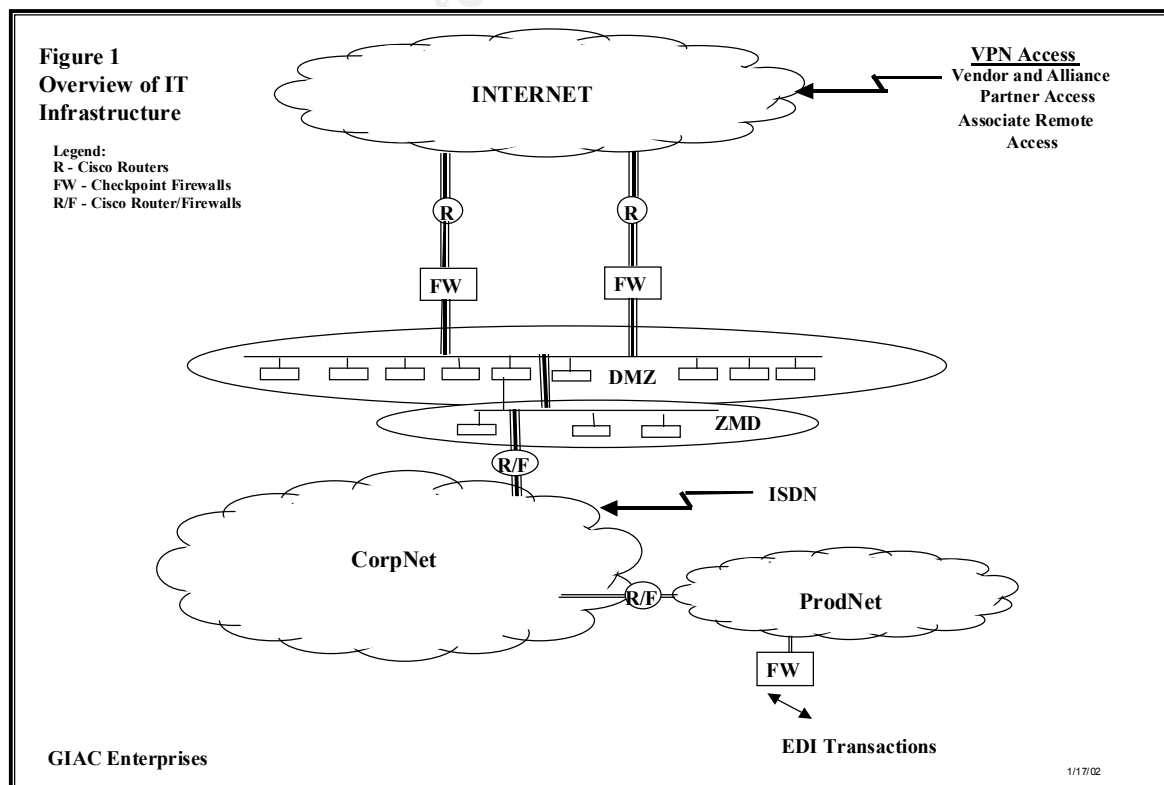 Figure 1
Overview of IT
Infrastructure
Legend:
R - Cisco Routers
FW - Checkpoint Firewalls
R/F - Cisco Router/Firewalls
INTERNET
VPN Access
Vendor and Alliance
Partner Access
Associate Remote
Access
R
R
FW
FW
DMZ
ZMD
R/F
ISDN
CorpNet
R/F
ProdNet
FW
EDI Transactions
GIAC Enterprises
1/17/02